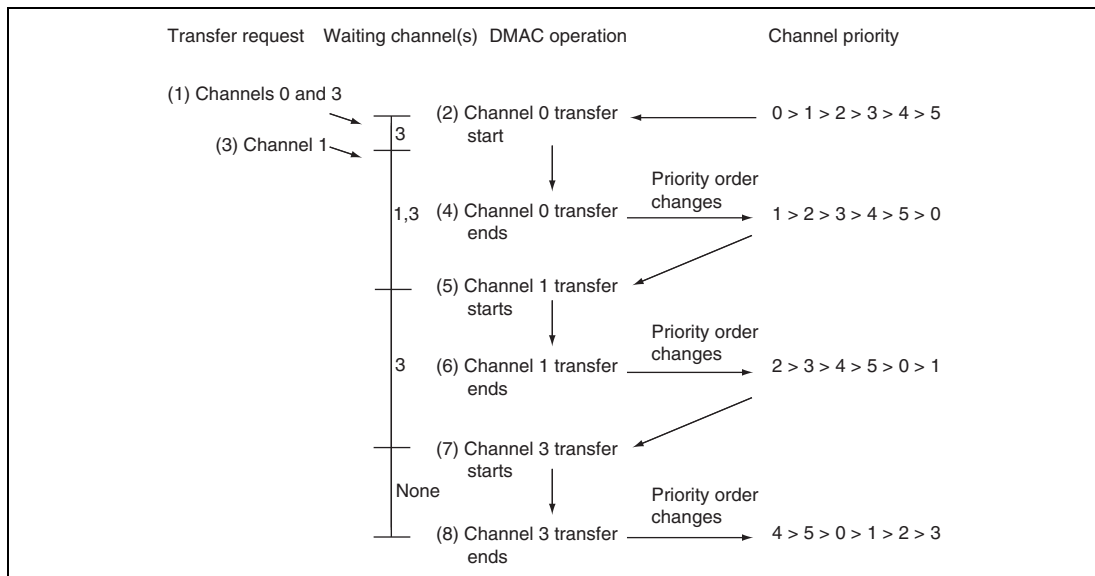 Transfer request Waiting channel(s) DMAC operation Channel priority
(1) Channels 0 and 3
(2) Channel 0 transfer
start
0 > 1 > 2 > 3 > 4 > 5
3
(3) Channel 1
Priority order
changes
1,3
(4) Channel 0 transfer
ends
1 > 2 > 3 > 4 > 5 > 0
(5) Channel 1 transfer
starts
Priority order
changes
3
(6) Channel 1 transfer
ends
2 > 3 > 4 > 5 > 0 > 1
(7) Channel 3 transfer
starts
None
Priority order
changes
(8) Channel 3 transfer
ends
4 > 5 > 0 > 1 > 2 > 3